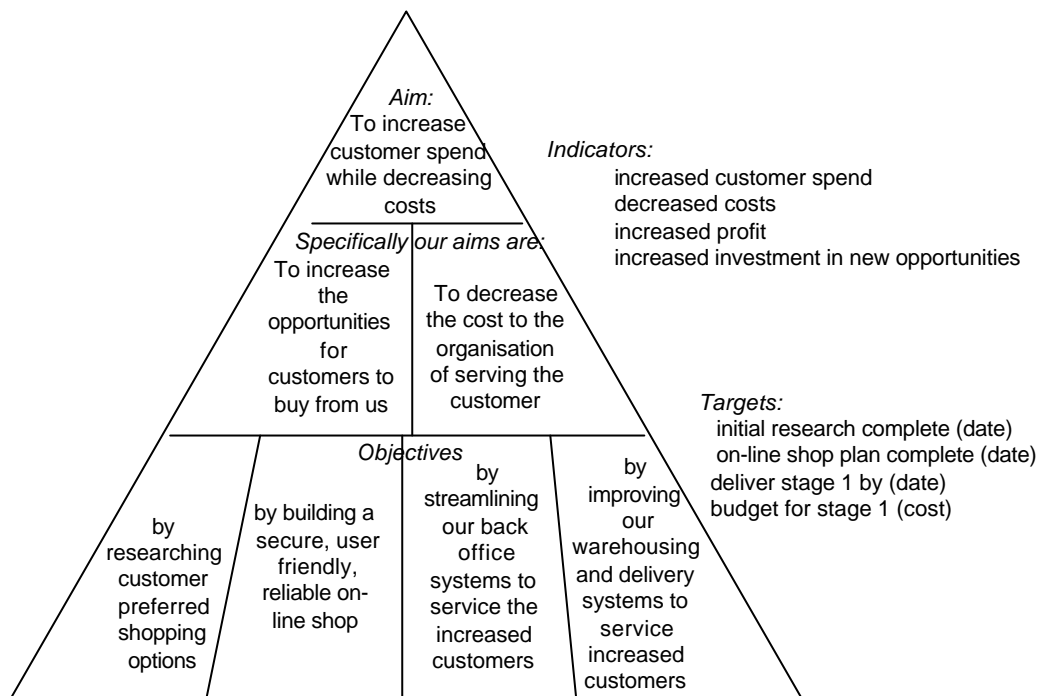 Aim:
To increase
customer spend
while decreasing
costs
Indicators:
increased customer spend
decreased costs
increased profit
increased investment in new opportunities
Specifically our aims are:
To increase
the
opportunities
for
customers to
buy from us
To decrease
the cost to the
organisation
of serving the
customer
Targets:
initial research complete (date)
on-line shop plan complete (date)
deliver stage 1 by (date)
budget for stage 1 (cost)
Objectives
by
researching
customer
preferred
shopping
options
by building a
secure, user
friendly,
reliable on-
line shop
by
streamlining
our back
office
systems to
service the
increased
customers
by
improving
our
warehousing
and delivery
systems to
service
increased
customers